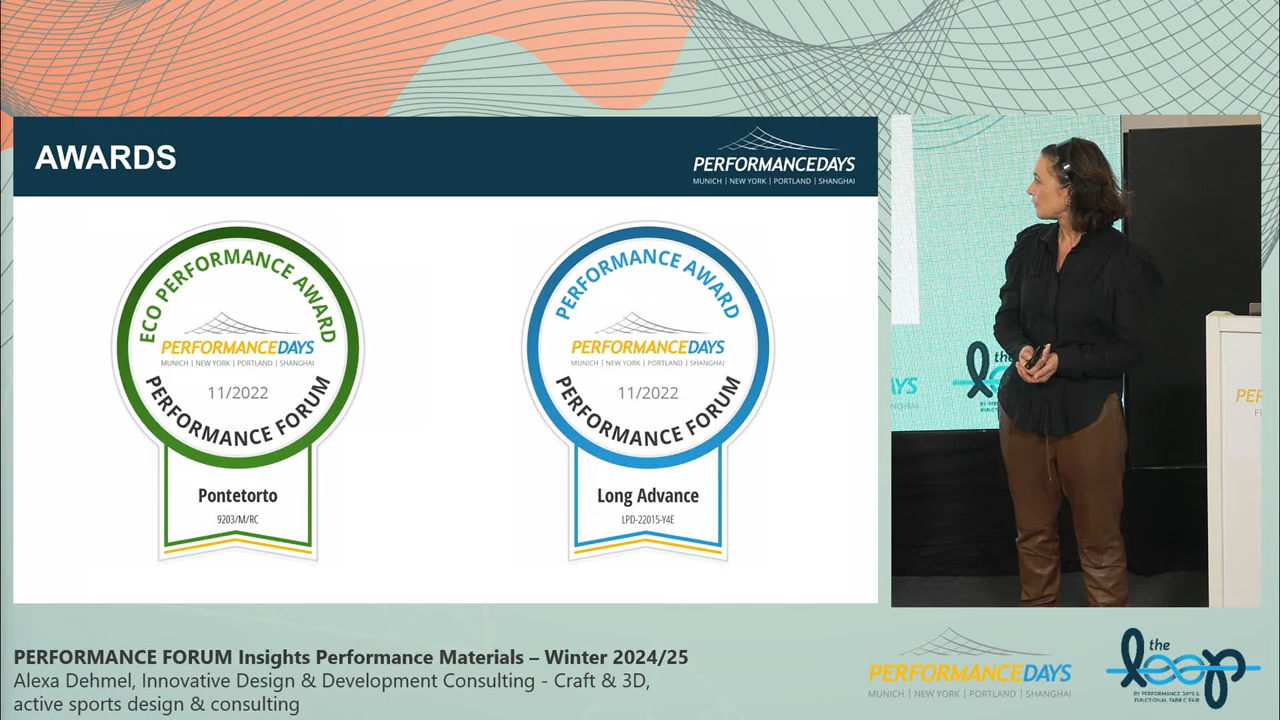 AWARDS
PERFORMANCEDAYS
MUNICH | NEW YORK | PORTLAND | SHANGHAI
ECO PERFORMANCE AWARD
PERFORMANCEDAYS
MUNICH | NEW YORK | PORTLAND | SHANGHAI
11/2022
PERFORMANCE FORUM
Pontetorto
9203/M/RC
PERFORMANCE AWARD
PERFORMANCEDAYS
MUNICH | NEW YORK | PORTLAND | SHANGHAI
11/2022
PERFORMANCE FORUM
Long Advance
LPD-22015-Y4E
the
PERFORMANCE FORUM Insights Performance Materials – Winter 2024/25
Alexa Dehmel, Innovative Design & Development Consulting - Craft & 3D,
active sports design & consulting
PERFORMANCEDAYS
MUNICH | NEW YORK | PORTLAND | SHANGHAI
the
loop
BY PERFORMANCE DAYS &
FUNCTIONAL FABRIC FAIR